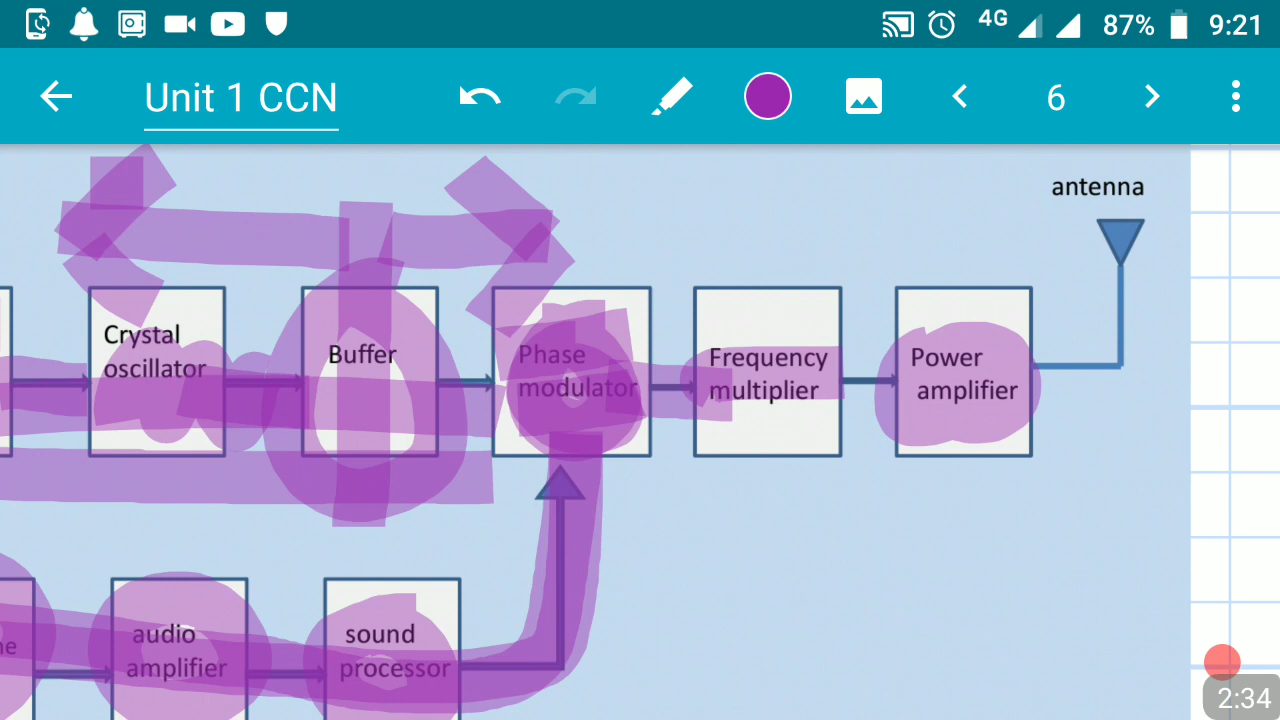 4G 87% 9:21
Unit 1 CCN 6
antenna
Crystal
oscillator
Buffer
Phase
modulator
Frequency
multiplier
Power
amplifier
audio
amplifier
sound
processor
2:34